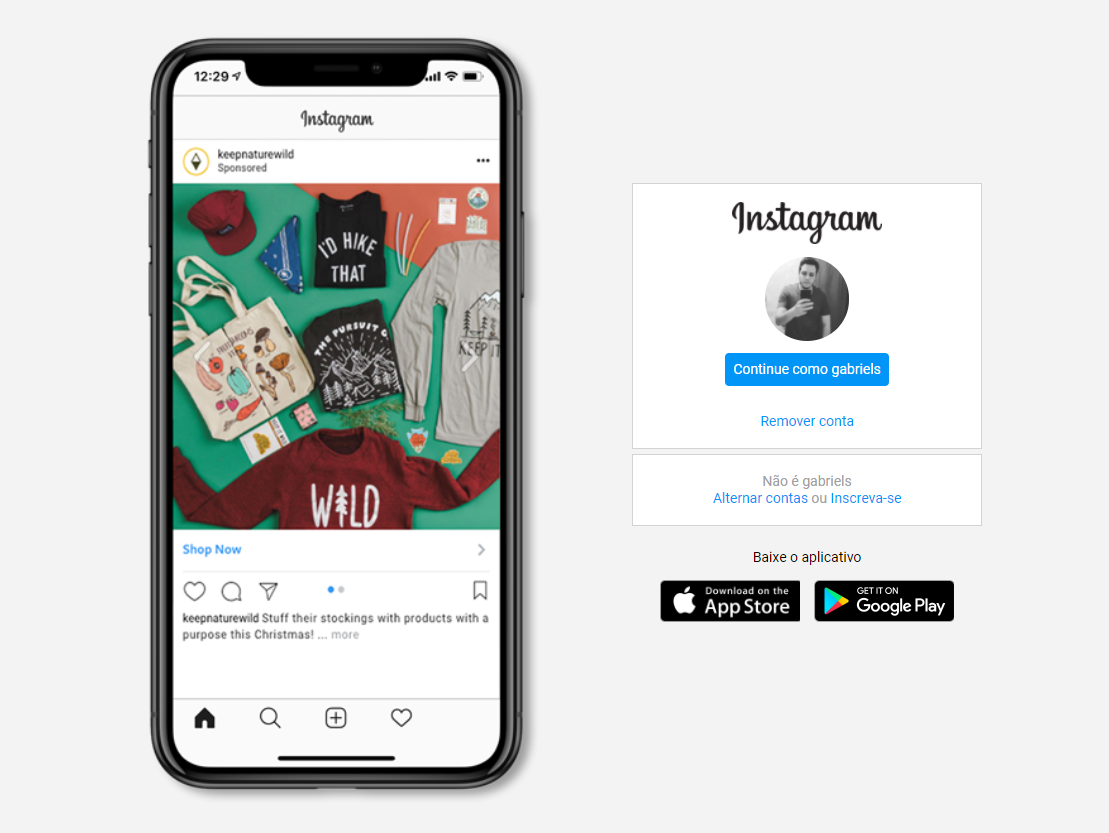 12:29
Instagram
keepnaturewild
Sponsored
I'D HIKE
THAT
THE PURSUIT O
KEEP IT
WILD
Shop Now
keepnaturewild Stuff their stockings with products with a
purpose this Christmas! ... more
Instagram
Continue como gabriels
Remover conta
Não é gabriels
Alternar contas ou Inscreva-se
Baixe o aplicativo
Download on the
App Store
GET IT ON
Google Play